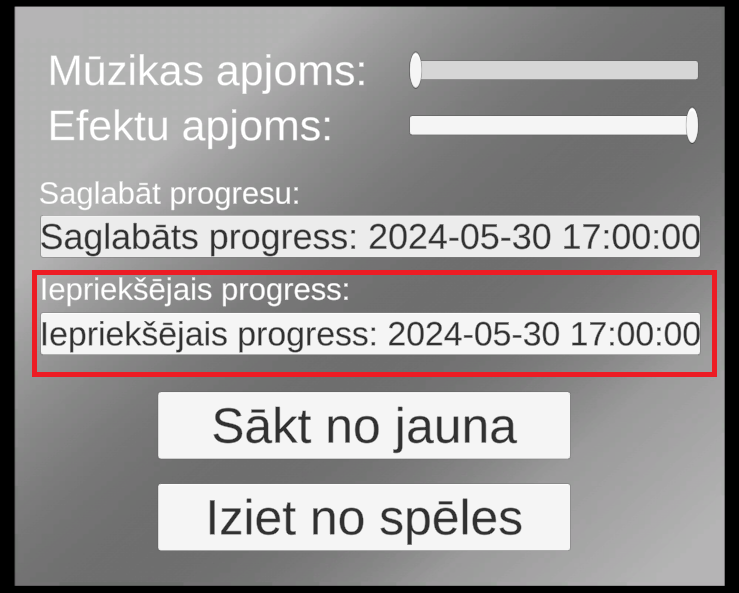 Mūzikas apjoms:
Efektu apjoms:
Saglabāt progresu:
Saglabāts progress: 2024-05-30 17:00:00
Iepriekšējais progress:
Iepriekšējais progress: 2024-05-30 17:00:00
Sākt no jauna
Iziet no spēles